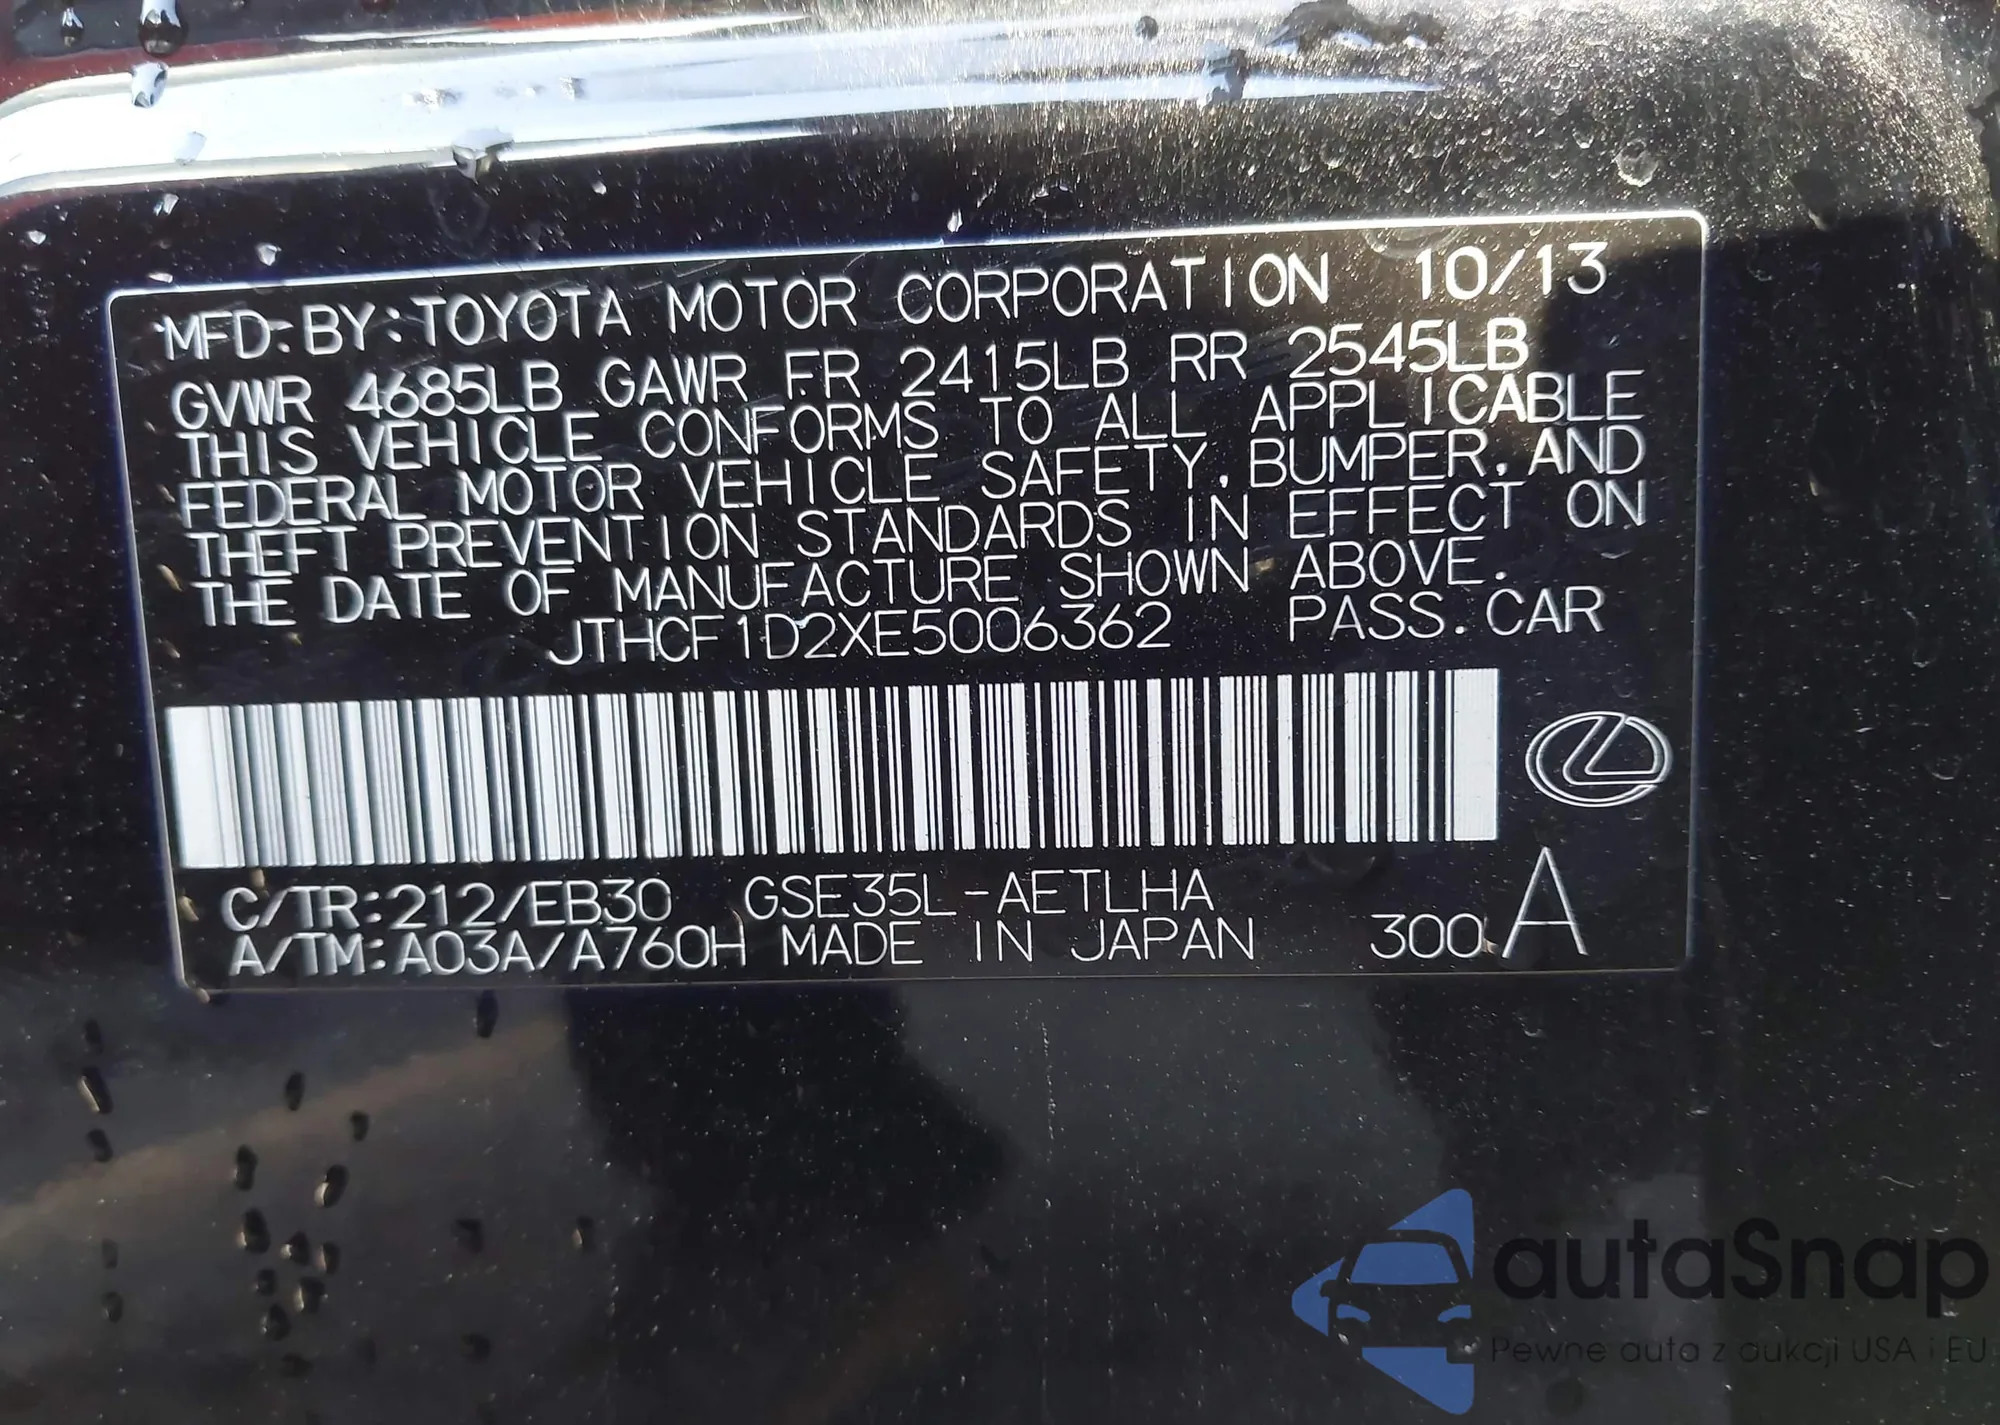 MFD. BY: TOYOTA MOTOR CORPORATION 10/13
GVWR 4685LB GAWR FR 2415LB RR 2545LB
THIS VEHICLE CONFORMS TO ALL APPLICABLE
FEDERAL MOTOR VEHICLE SAFETY, BUMPER, AND
THEFT PREVENTION STANDARDS IN EFFECT ON
THE DATE OF MANUFACTURE SHOWN ABOVE.
JTHCF1D2XE5006362 PASS. CAR
C/TR: 212/EB30 GSE35L-AETLHA
A/TM: A03A/A760H MADE IN JAPAN 300 A
autaSnap
Pewne auta z aukcji USA i EU